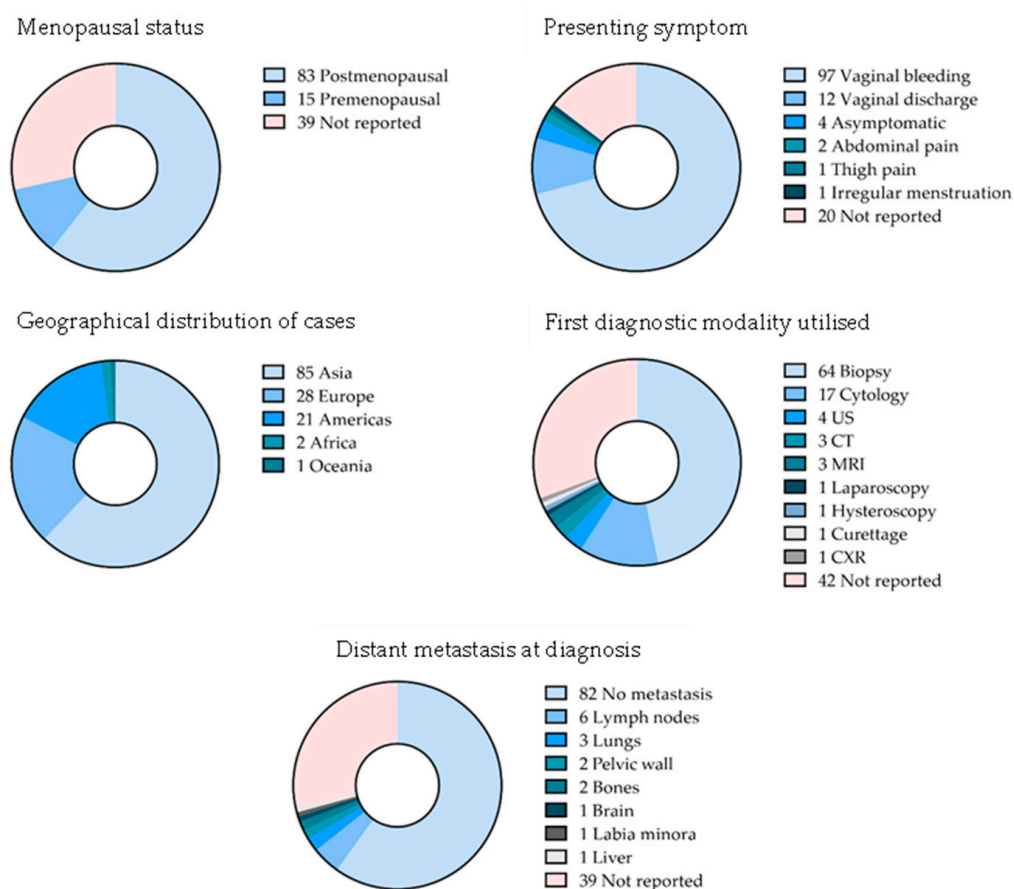 Menopausal status
83 Postmenopausal
15 Premenopausal
39 Not reported
Presenting symptom
97 Vaginal bleeding
12 Vaginal discharge
4 Asymptomatic
2 Abdominal pain
1 Thigh pain
1 Irregular menstruation
20 Not reported
Geographical distribution of cases
85 Asia
28 Europe
21 Americas
2 Africa
1 Oceania
First diagnostic modality utilised
64 Biopsy
17 Cytology
4 US
3 CT
3 MRI
1 Laparoscopy
1 Hysteroscopy
1 Curettage
1 CXR
42 Not reported
Distant metastasis at diagnosis
82 No metastasis
6 Lymph nodes
3 Lungs
2 Pelvic wall
2 Bones
1 Brain
1 Labia minora
1 Liver
39 Not reported